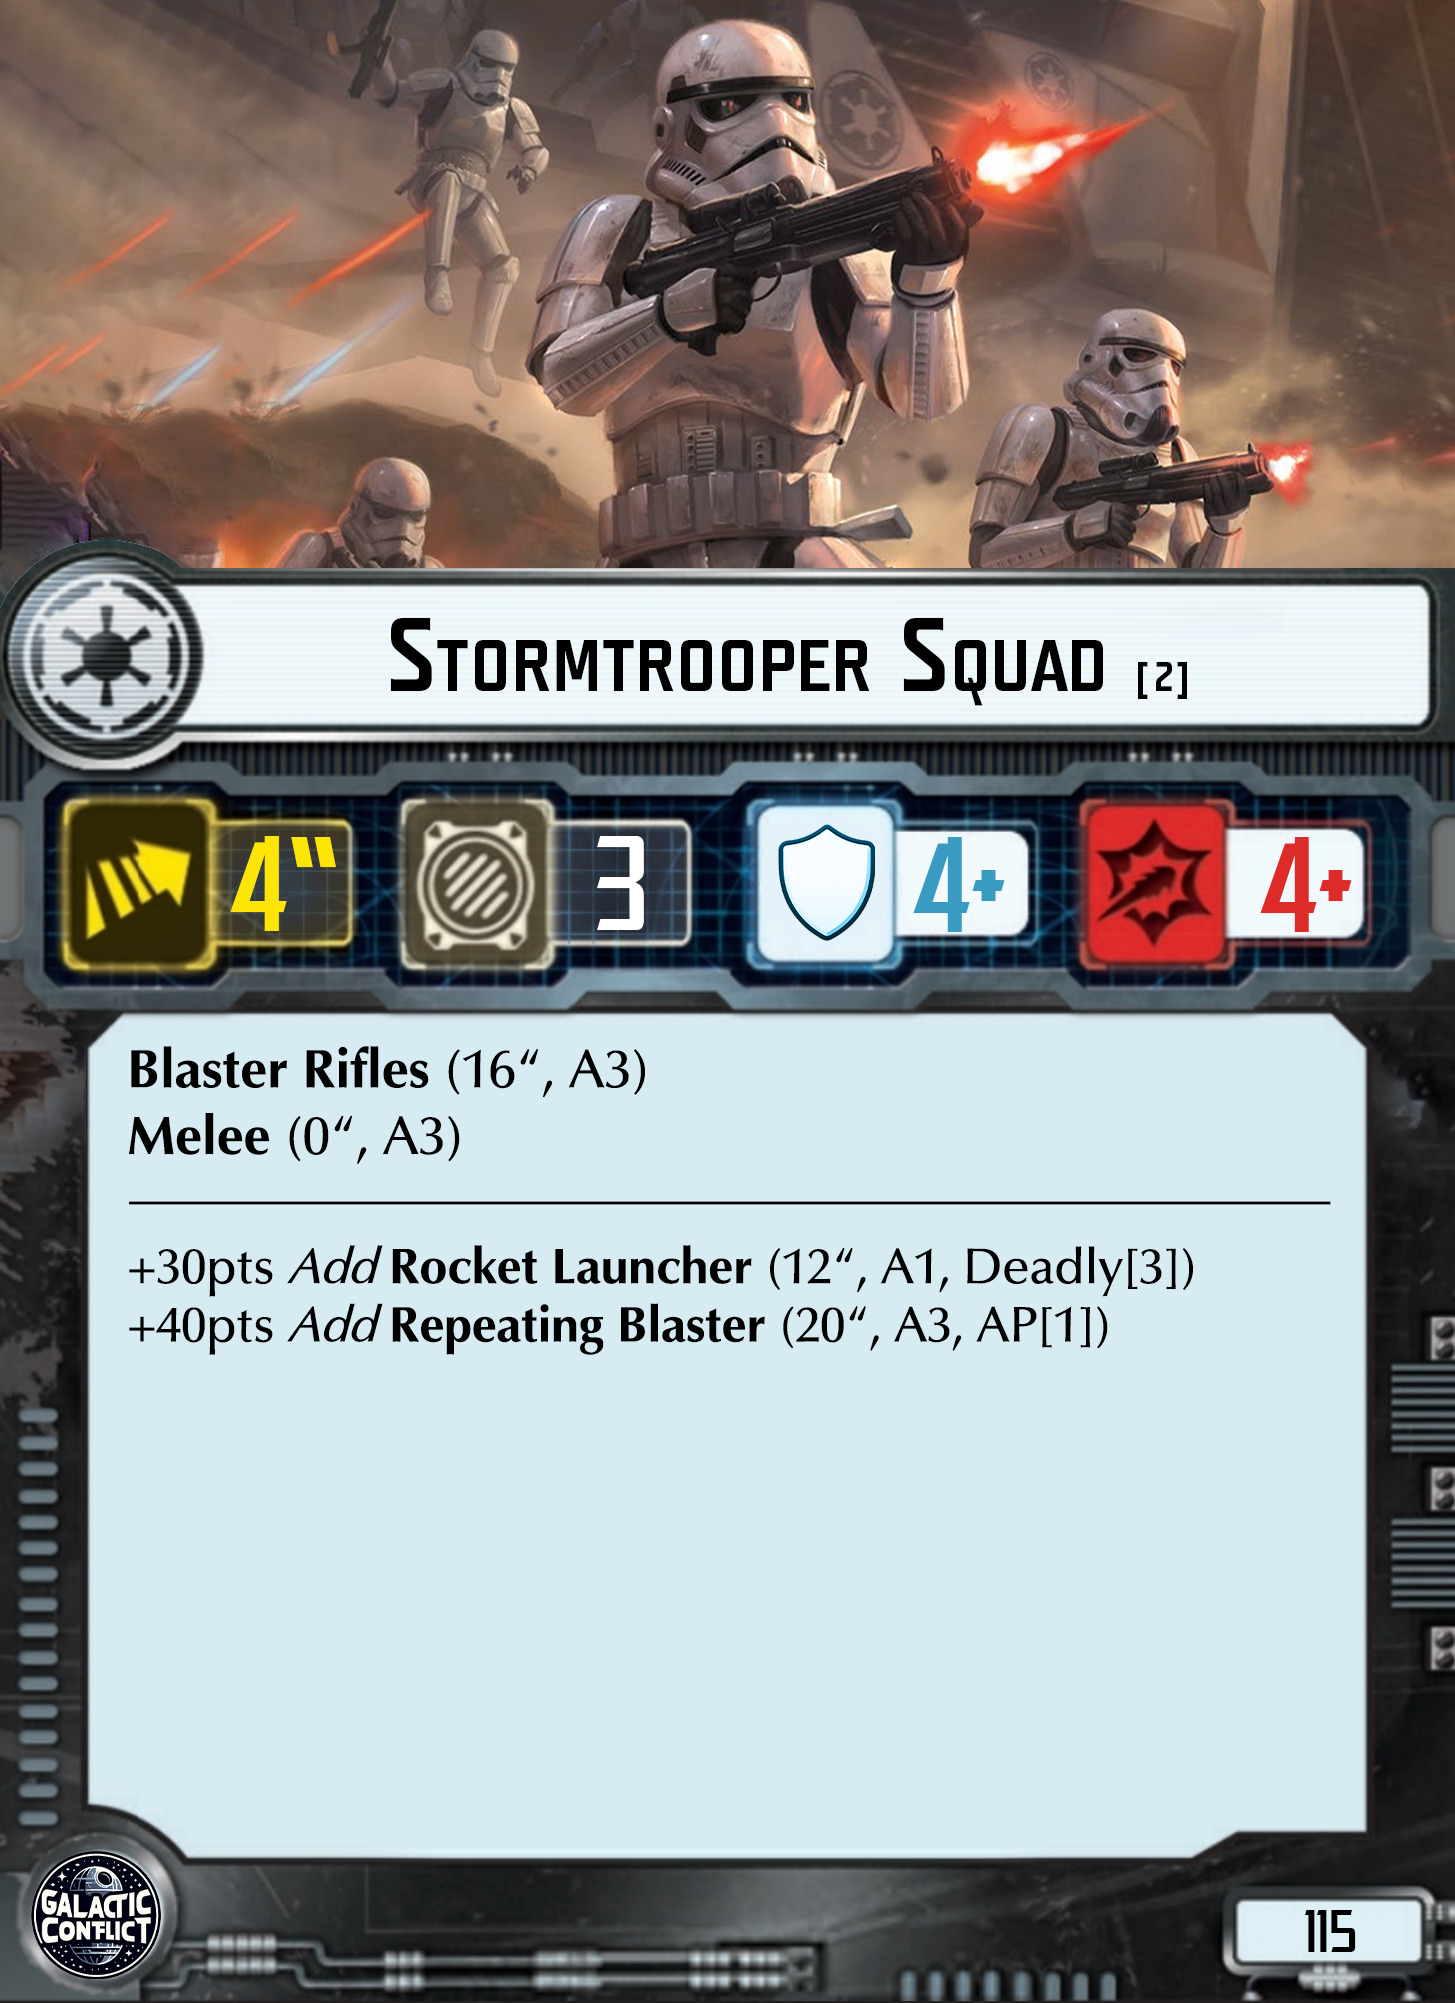 Stormtrooper Squad [2]
4" 3 4+ 4+
Blaster Rifles (16“, A3)
Melee (0“, A3)
+30pts Add Rocket Launcher (12“, A1, Deadly[3])
+40pts Add Repeating Blaster (20“, A3, AP[1])
GALACTIC
CONFLICT
115